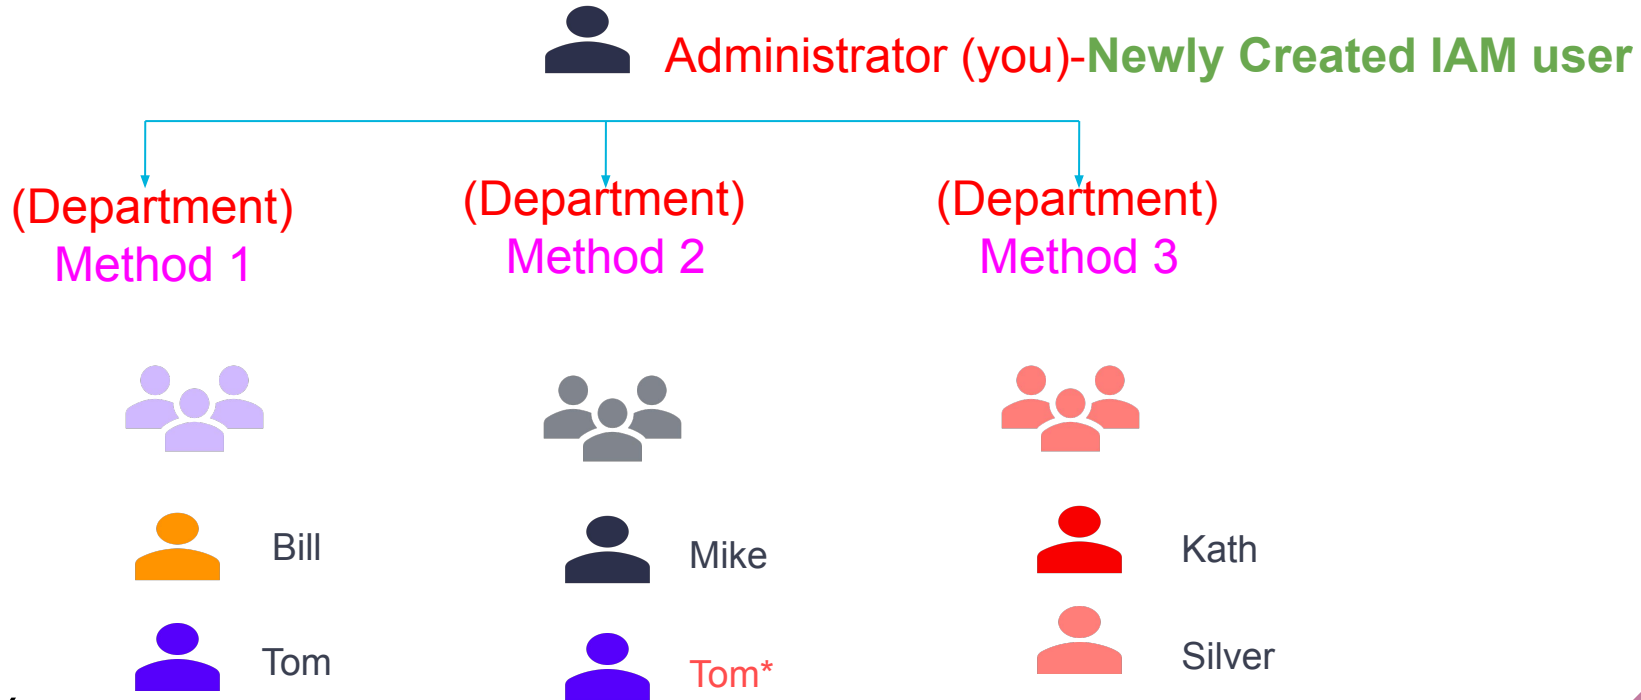 Administrator (you)-Newly Created IAM user
(Department)
Method 1
(Department)
Method 2
(Department)
Method 3
Bill
Mike
Kath
Tom
Tom*
Silver